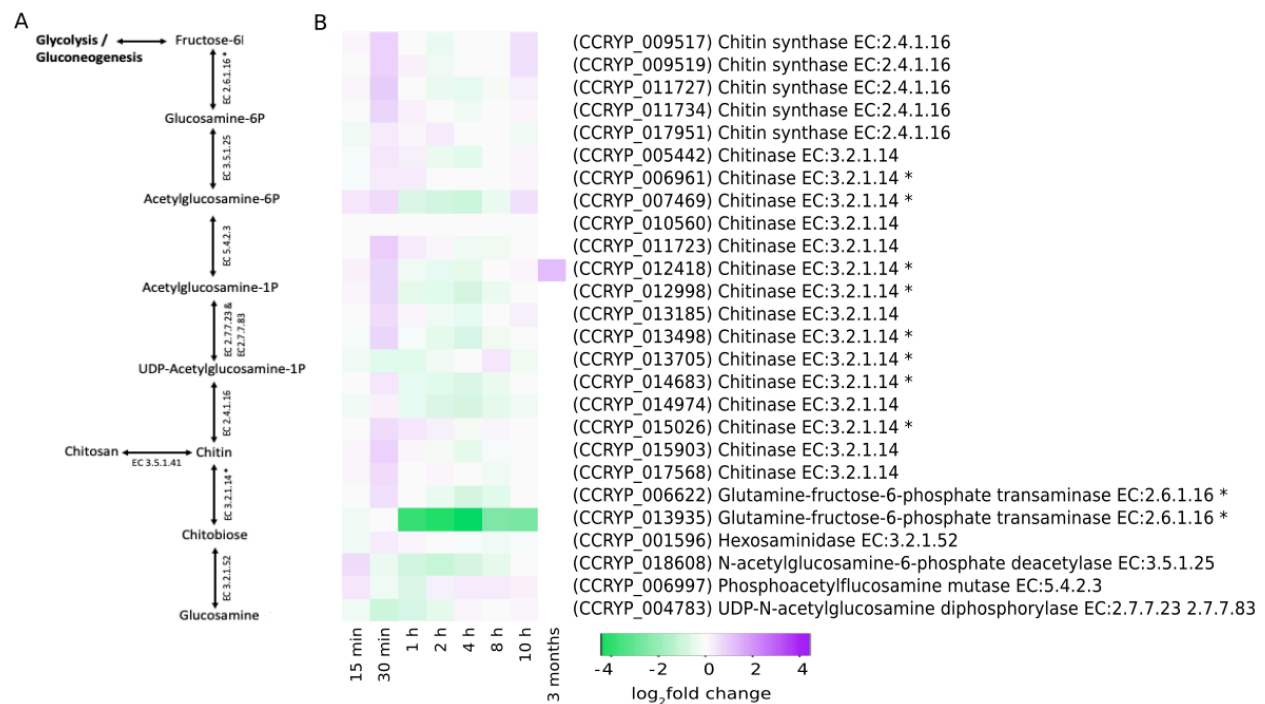 A
Glycolysis /
Gluconeogenesis
Fructose-6
EC 2.6.1.16 *
Glucosamine-6P
EC 3.5.1.25
Acetylglucosamine-6P
EC 5.4.2.3
Acetylglucosamine-1P
EC 2.7.7.23 &
EC2.7.7.83
UDP-Acetylglucosamine-1P
EC 2.4.1.16
Chitosan
Chitin
EC 3.5.1.41
EC 3.2.1.14 *
Chitobiose
EC 3.2.1.52
Glucosamine
B
(CCRYP_009517) Chitin synthase EC:2.4.1.16
(CCRYP_009519) Chitin synthase EC:2.4.1.16
(CCRYP_011727) Chitin synthase EC:2.4.1.16
(CCRYP_011734) Chitin synthase EC:2.4.1.16
(CCRYP_017951) Chitin synthase EC:2.4.1.16
(CCRYP_005442) Chitinase EC:3.2.1.14
(CCRYP_006961) Chitinase EC:3.2.1.14 *
(CCRYP_007469) Chitinase EC:3.2.1.14 *
(CCRYP_010560) Chitinase EC:3.2.1.14
(CCRYP_011723) Chitinase EC:3.2.1.14
(CCRYP_012418) Chitinase EC:3.2.1.14 *
(CCRYP_012998) Chitinase EC:3.2.1.14 *
(CCRYP_013185) Chitinase EC:3.2.1.14
(CCRYP_013498) Chitinase EC:3.2.1.14 *
(CCRYP_013705) Chitinase EC:3.2.1.14 *
(CCRYP_014683) Chitinase EC:3.2.1.14 *
(CCRYP_014974) Chitinase EC:3.2.1.14
(CCRYP_015026) Chitinase EC:3.2.1.14 *
(CCRYP_015903) Chitinase EC:3.2.1.14
(CCRYP_017568) Chitinase EC:3.2.1.14
(CCRYP_006622) Glutamine-fructose-6-phosphate transaminase EC:2.6.1.16 *
(CCRYP_013935) Glutamine-fructose-6-phosphate transaminase EC:2.6.1.16 *
(CCRYP_001596) Hexosaminidase EC:3.2.1.52
(CCRYP_018608) N-acetylglucosamine-6-phosphate deacetylase EC:3.5.1.25
(CCRYP_006997) Phosphoacetylflucosamine mutase EC:5.4.2.3
(CCRYP_004783) UDP-N-acetylglucosamine diphosphorylase EC:2.7.7.23 2.7.7.83
15 min
30 min
1 h
2 h
4 h
8 h
10 h
3 months
-4 -2 0 2 4
log2fold change